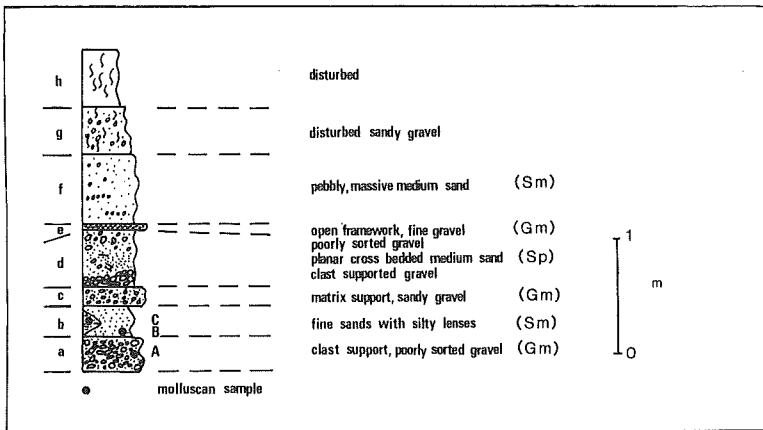 h disturbed
g disturbed sandy gravel
f pebbly, massive medium sand (Sm)
e open framework, fine gravel (Gm)
poorly sorted gravel
d planar cross bedded medium sand (Sp)
clast supported gravel
c matrix support, sandy gravel (Gm)
b C fine sands with silty lenses (Sm)
B
a A clast support, poorly sorted gravel (Gm)
molluscan sample
1
m
0